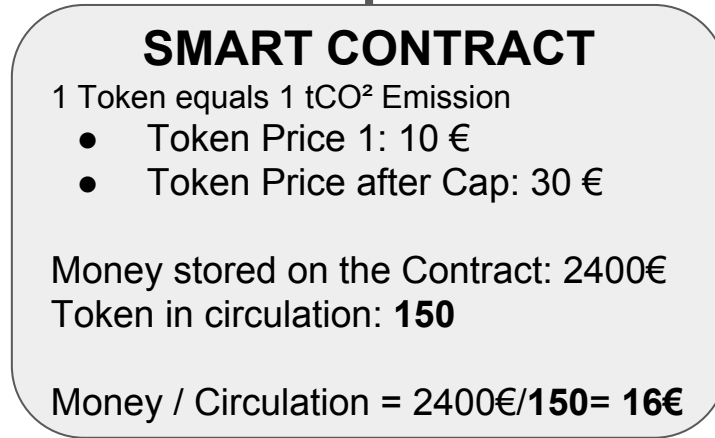 SMART CONTRACT
1 Token equals 1 tCO² Emission
● Token Price 1: 10 €
● Token Price after Cap: 30 €
Money stored on the Contract: 2400€
Token in circulation: 150
Money / Circulation = 2400€/150= 16€